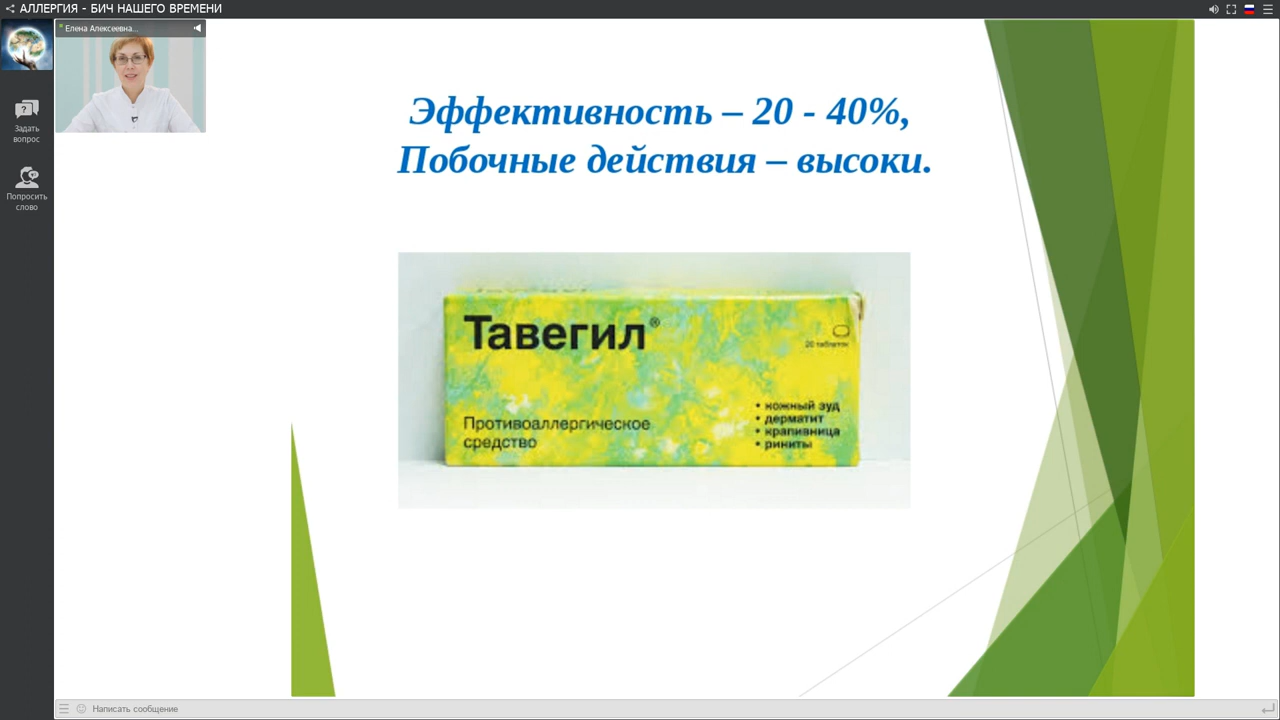 АЛЛЕРГИЯ - БИЧ НАШЕГО ВРЕМЕНИ
Елена Алексеевна...
Задать
вопрос
Попросить
слово
Эффективность – 20 - 40%,
Побочные действия – высоки.
Тавегил®
20 таблеток
Противоаллергическое
средство
• кожный зуд
• дерматит
• крапивница
• риниты
Написать сообщение